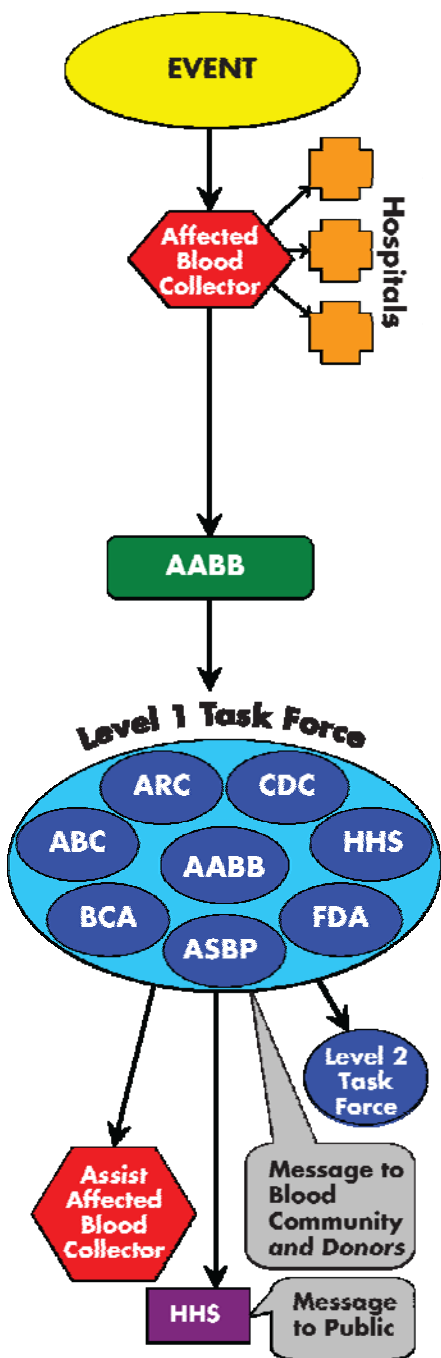 EVENT
Affected
Blood
Collector
Hospitals
AABB
Level 1 Task Force
ARC
CDC
ABC
AABB
HHS
BCA
ASBP
FDA
Level 2
Task
Force
Assist
Affected
Blood
Collector
Message to
Blood
Community
and Donors
HHS
Message
to Public